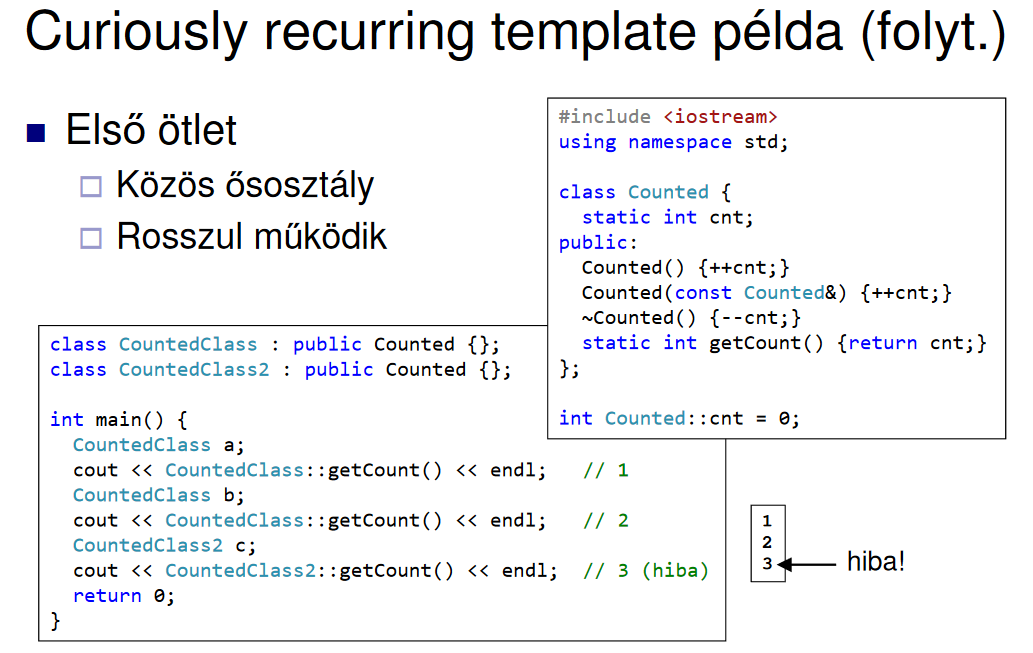 Curiously recurring template példa (folyt.)
Első ötlet
Közös ősosztály
Rosszul működik
#include <iostream>
using namespace std;

class Counted {
  static int cnt;
public:
  Counted() {++cnt;}
  Counted(const Counted&) {++cnt;}
  ~Counted() {--cnt;}
  static int getCount() {return cnt;}
};

int Counted::cnt = 0;
class CountedClass : public Counted {};
class CountedClass2 : public Counted {};

int main() {
  CountedClass a;
  cout << CountedClass::getCount() << endl;   // 1
  CountedClass b;
  cout << CountedClass::getCount() << endl;   // 2
  CountedClass2 c;
  cout << CountedClass2::getCount() << endl;  // 3 (hiba)
  return 0;
}
1
2
3
hiba!